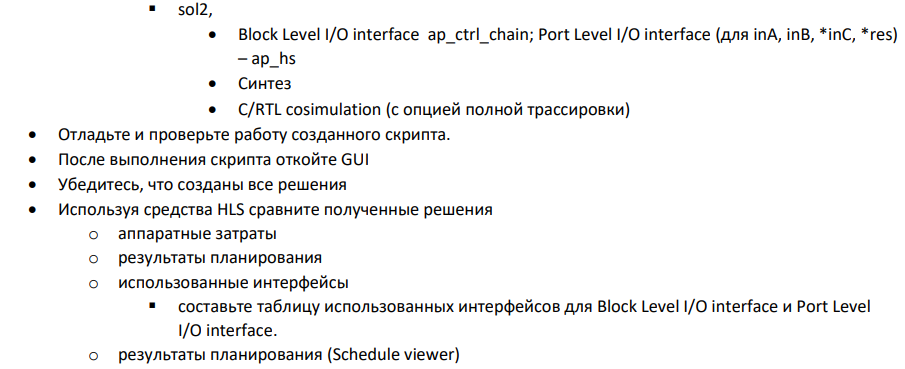 ▪ sol2,
• Block Level I/O interface ap_ctrl_chain; Port Level I/O interface (для inA, inB, *inC, *res)
– ap_hs
• Синтез
• C/RTL cosimulation (с опцией полной трассировки)
• Отладьте и проверьте работу созданного скрипта.
• После выполнения скрипта откойте GUI
• Убедитесь, что созданы все решения
• Используя средства HLS сравните полученные решения
o аппаратные затраты
o результаты планирования
o использованные интерфейсы
▪ составьте таблицу использованных интерфейсов для Block Level I/O interface и Port Level
I/O interface.
o результаты планирования (Schedule viewer)